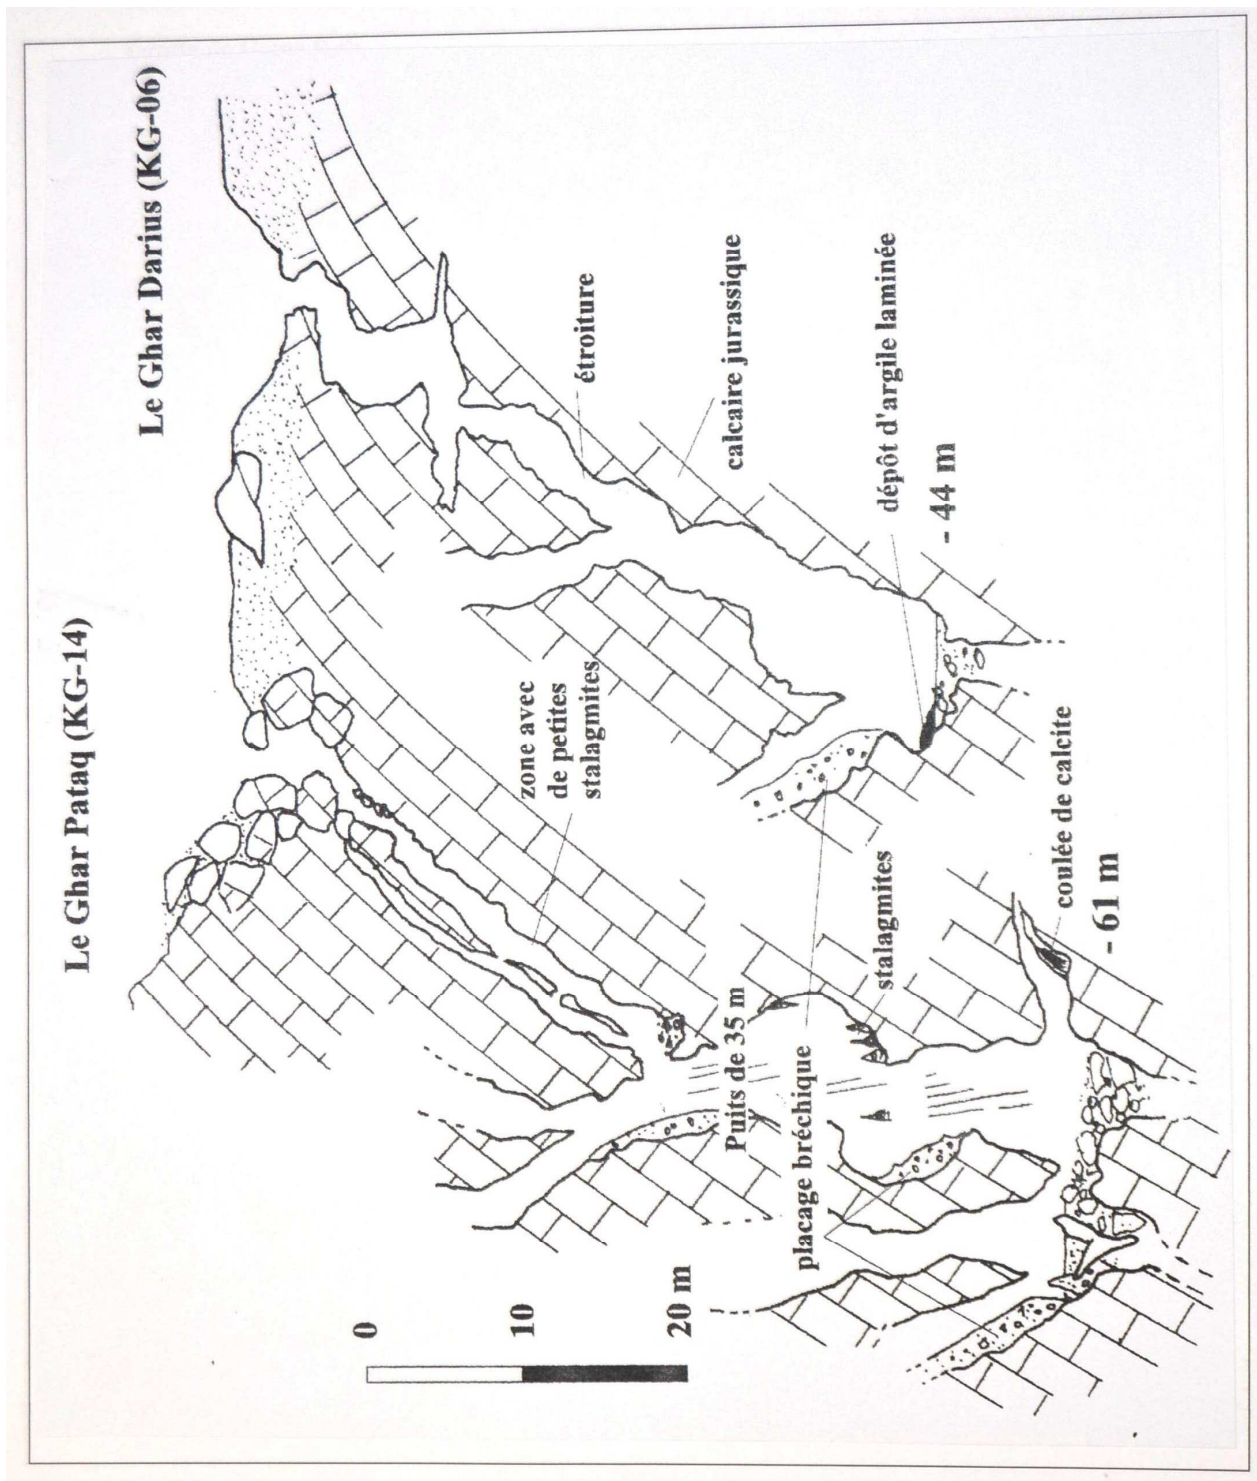 Le Ghar Pataq (KG-14)
Le Ghar Darius (KG-06)
étroiture
zone avec
de petites
stalagmites
calcaire jurassique
Puits de 35 m
placage bréchique
stalagmites
dépôt d'argile laminée
- 44 m
coulée de calcite
- 61 m
0
10
20 m